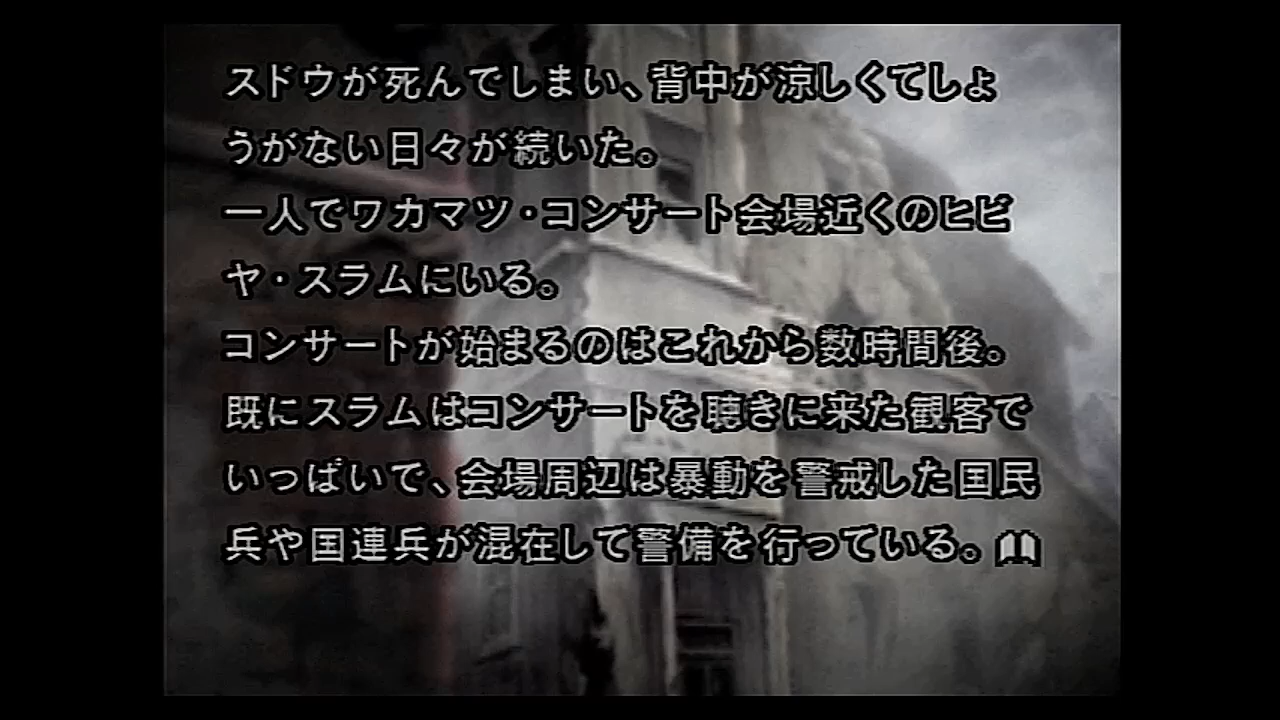 スドウが死んでしまい、背中が涼しくてしょ
うがない日々が続いた。
一人でワカマツ・コンサート会場近くのヒビ
ヤ・スラムにいる。
コンサートが始まるのはこれから数時間後。
既にスラムはコンサートを聴きに来た観客で
いっぱいで、会場周辺は暴動を警戒した国民
兵や国連兵が混在して警備を行っている。